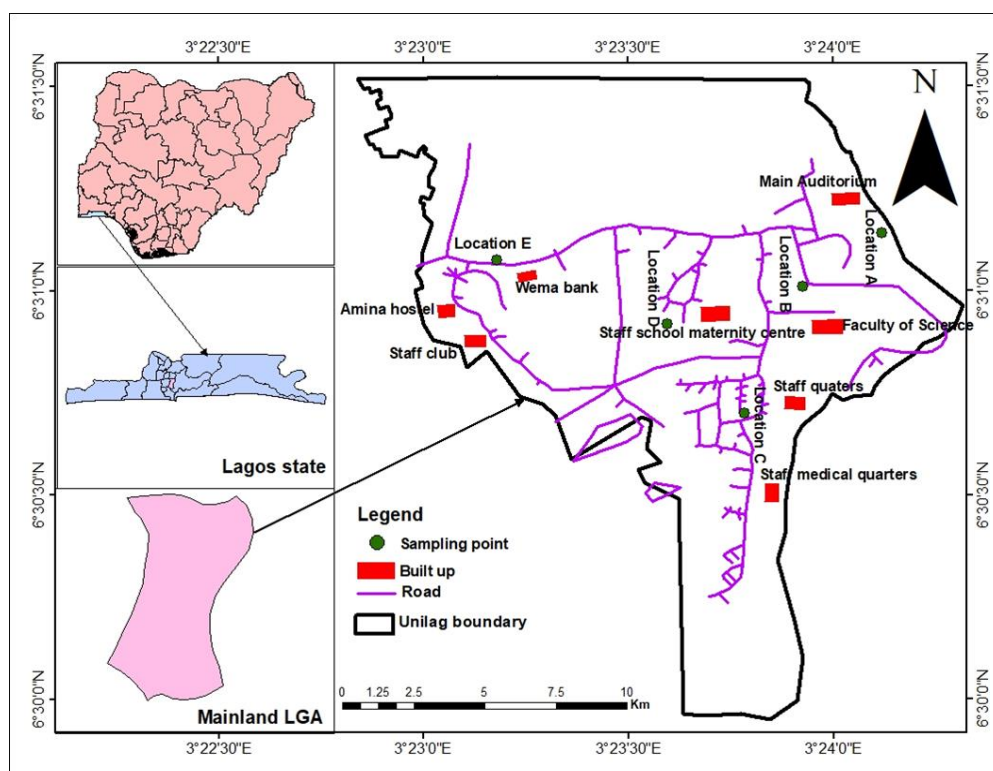 3°22'30"E
3°23'0"E
3°23'30"E
3°24'0"E
6°31'30"N
6°31'30"N
N
Main Auditorium
Location A
Location E
Location D
Location B
Wema bank
6°31'0"N
6°31'0"N
Amina hostel
Staff school maternity centre
Faculty of Science
Staff club
Staff quaters
Location C
Lagos state
Staff medical quarters
6°30'30"N
6°30'30"N
Legend
Sampling point
Built up
Road
Unilag boundary
0 1.25 2.5 5 7.5 10
Km
6°30'0"N
6°30'0"N
Mainland LGA
3°22'30"E
3°23'0"E
3°23'30"E
3°24'0"E